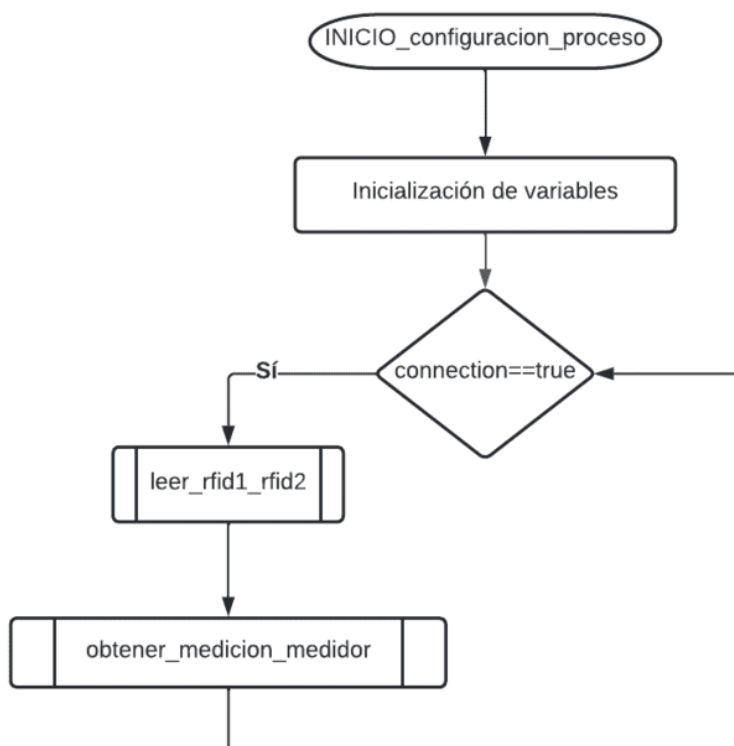 INICIO_configuracion_proceso
Inicialización de variables
connection==true
Sí
leer_rfid1_rfid2
obtener_medicion_medidor